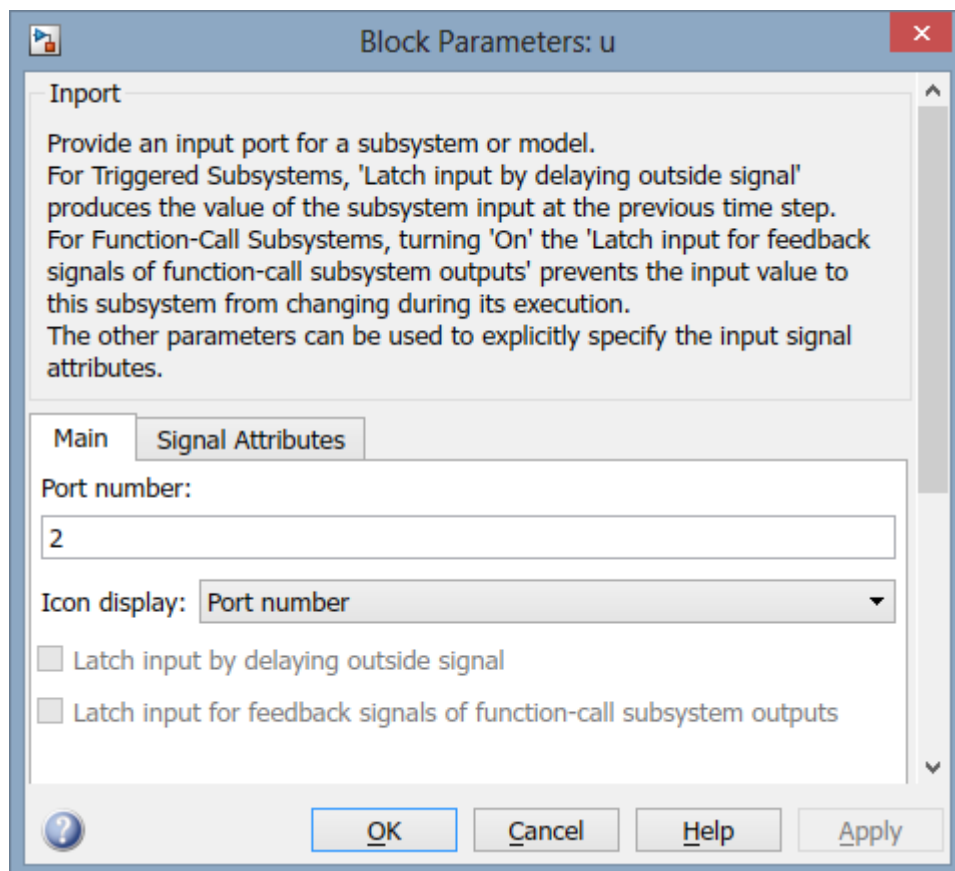 Block Parameters: u
Inport
Provide an input port for a subsystem or model.
For Triggered Subsystems, 'Latch input by delaying outside signal'
produces the value of the subsystem input at the previous time step.
For Function-Call Subsystems, turning 'On' the 'Latch input for feedback
signals of function-call subsystem outputs' prevents the input value to
this subsystem from changing during its execution.
The other parameters can be used to explicitly specify the input signal
attributes.
Main Signal Attributes
Port number:
2
Icon display: Port number
Latch input by delaying outside signal
Latch input for feedback signals of function-call subsystem outputs
? OK Cancel Help Apply